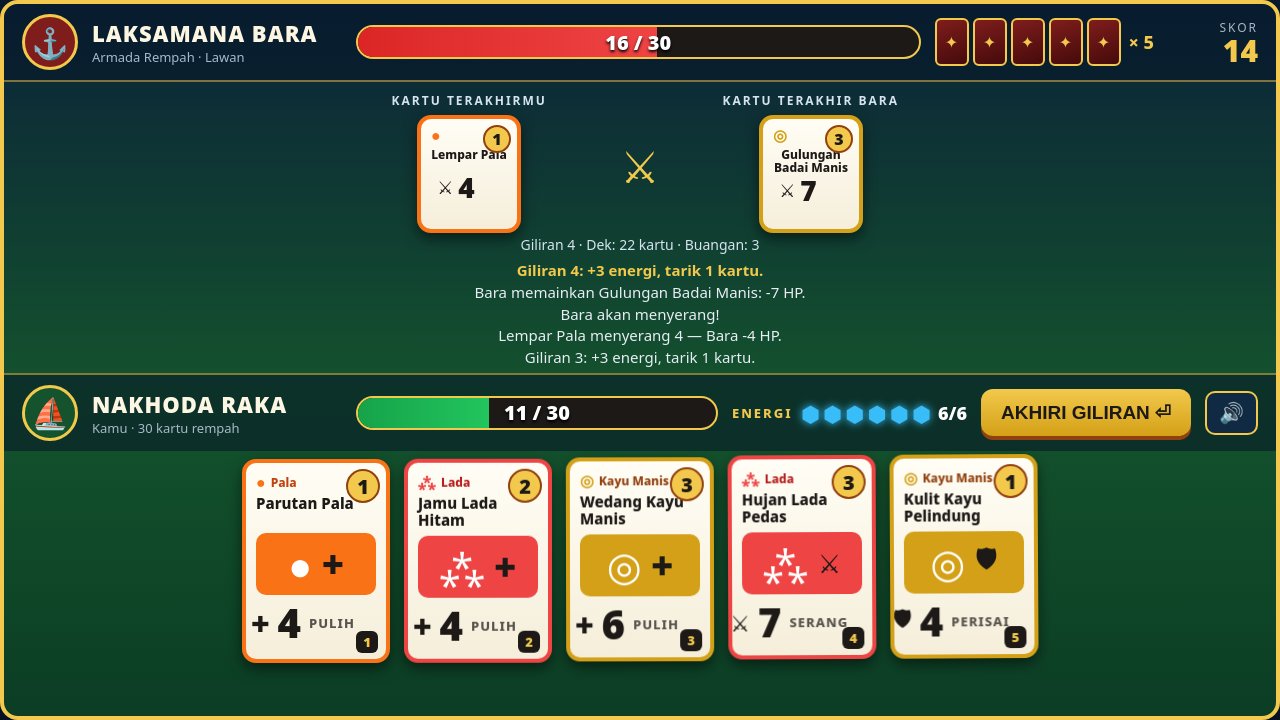 LAKSAMANA BARA
Armada Rempah · Lawan
16 / 30
× 5
SKOR
14
KARTU TERAKHIRMU
KARTU TERAKHIR BARA
1
Lempar Pala
4
3
Gulungan
Badai Manis
7
Giliran 4 · Dek: 22 kartu · Buangan: 3
Giliran 4: +3 energi, tarik 1 kartu.
Bara memainkan Gulungan Badai Manis: -7 HP.
Bara akan menyerang!
Lempar Pala menyerang 4 — Bara -4 HP.
Giliran 3: +3 energi, tarik 1 kartu.
NAKHODA RAKA
Kamu · 30 kartu rempah
11 / 30
ENERGI
6/6
AKHIRI GILIRAN ⏎
Pala
1
Parutan Pala
+ 4 PULIH
1
Lada
2
Jamu Lada
Hitam
+ 4 PULIH
2
Kayu Manis
3
Wedang Kayu
Manis
+ 6 PULIH
3
Lada
3
Hujan Lada
Pedas
7 SERANG
4
Kayu Manis
1
Kulit Kayu
Pelindung
4 PERISAI
5